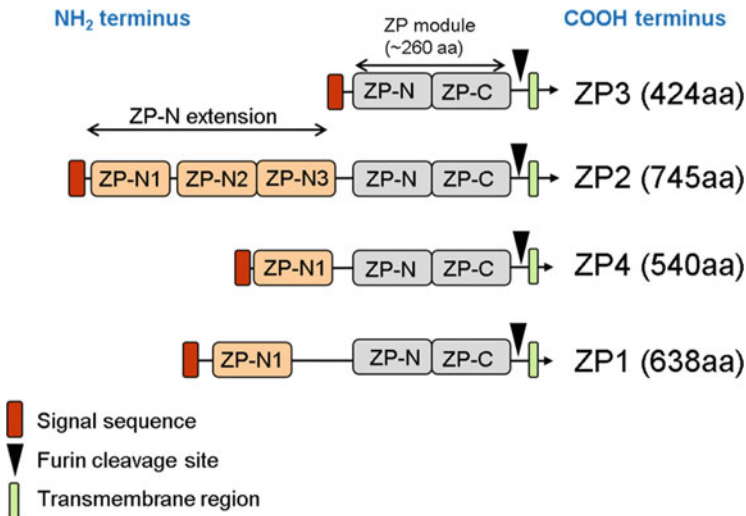 NH₂ terminus
ZP module
(~260 aa)
COOH terminus
ZP-N ZP-C
ZP3 (424aa)
ZP-N extension
ZP-N1 ZP-N2 ZP-N3 ZP-N ZP-C
ZP2 (745aa)
ZP-N1 ZP-N ZP-C
ZP4 (540aa)
ZP-N1 ZP-N ZP-C
ZP1 (638aa)
Signal sequence
Furin cleavage site
Transmembrane region